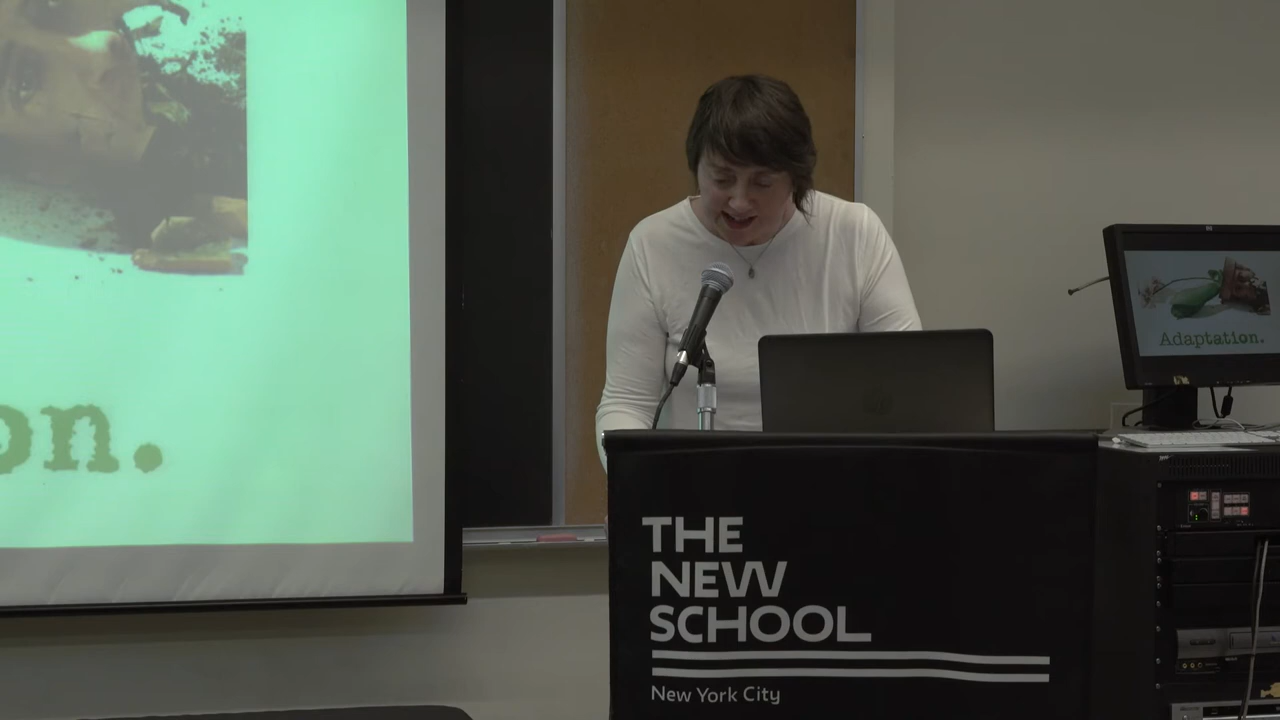 on.
Adaptation.
THE
NEW
SCHOOL
New York City